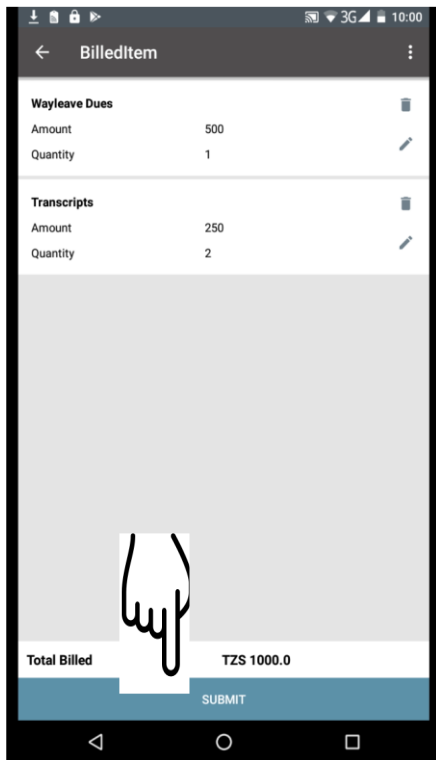 3G 10:00
BilledItem
Wayleave Dues
Amount 500
Quantity 1
Transcripts
Amount 250
Quantity 2
Total Billed TZS 1000.0
SUBMIT